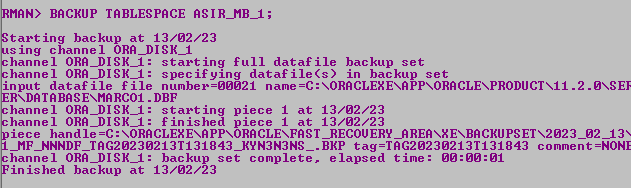 RMAN> BACKUP TABLESPACE ASIR_MB_1;
Starting backup at 13/02/23
using channel ORA_DISK_1
channel ORA_DISK_1: starting full datafile backup set
channel ORA_DISK_1: specifying datafile(s) in backup set
input datafile file number=00021 name=C:\ORACLEXE\APP\ORACLE\PRODUCT\11.2.0\SER
ER\DATABASE\MARCO1.DBF
channel ORA_DISK_1: starting piece 1 at 13/02/23
channel ORA_DISK_1: finished piece 1 at 13/02/23
piece handle=C:\ORACLEXE\APP\ORACLE\FAST_RECOVERY_AREA\XE\BACKUPSET\2023_02_13\
1_MF_NNNDF_TAG20230213T131843_KYN3N3NS_.BKP tag=TAG20230213T131843 comment=NONE
channel ORA_DISK_1: backup set complete, elapsed time: 00:00:01
Finished backup at 13/02/23